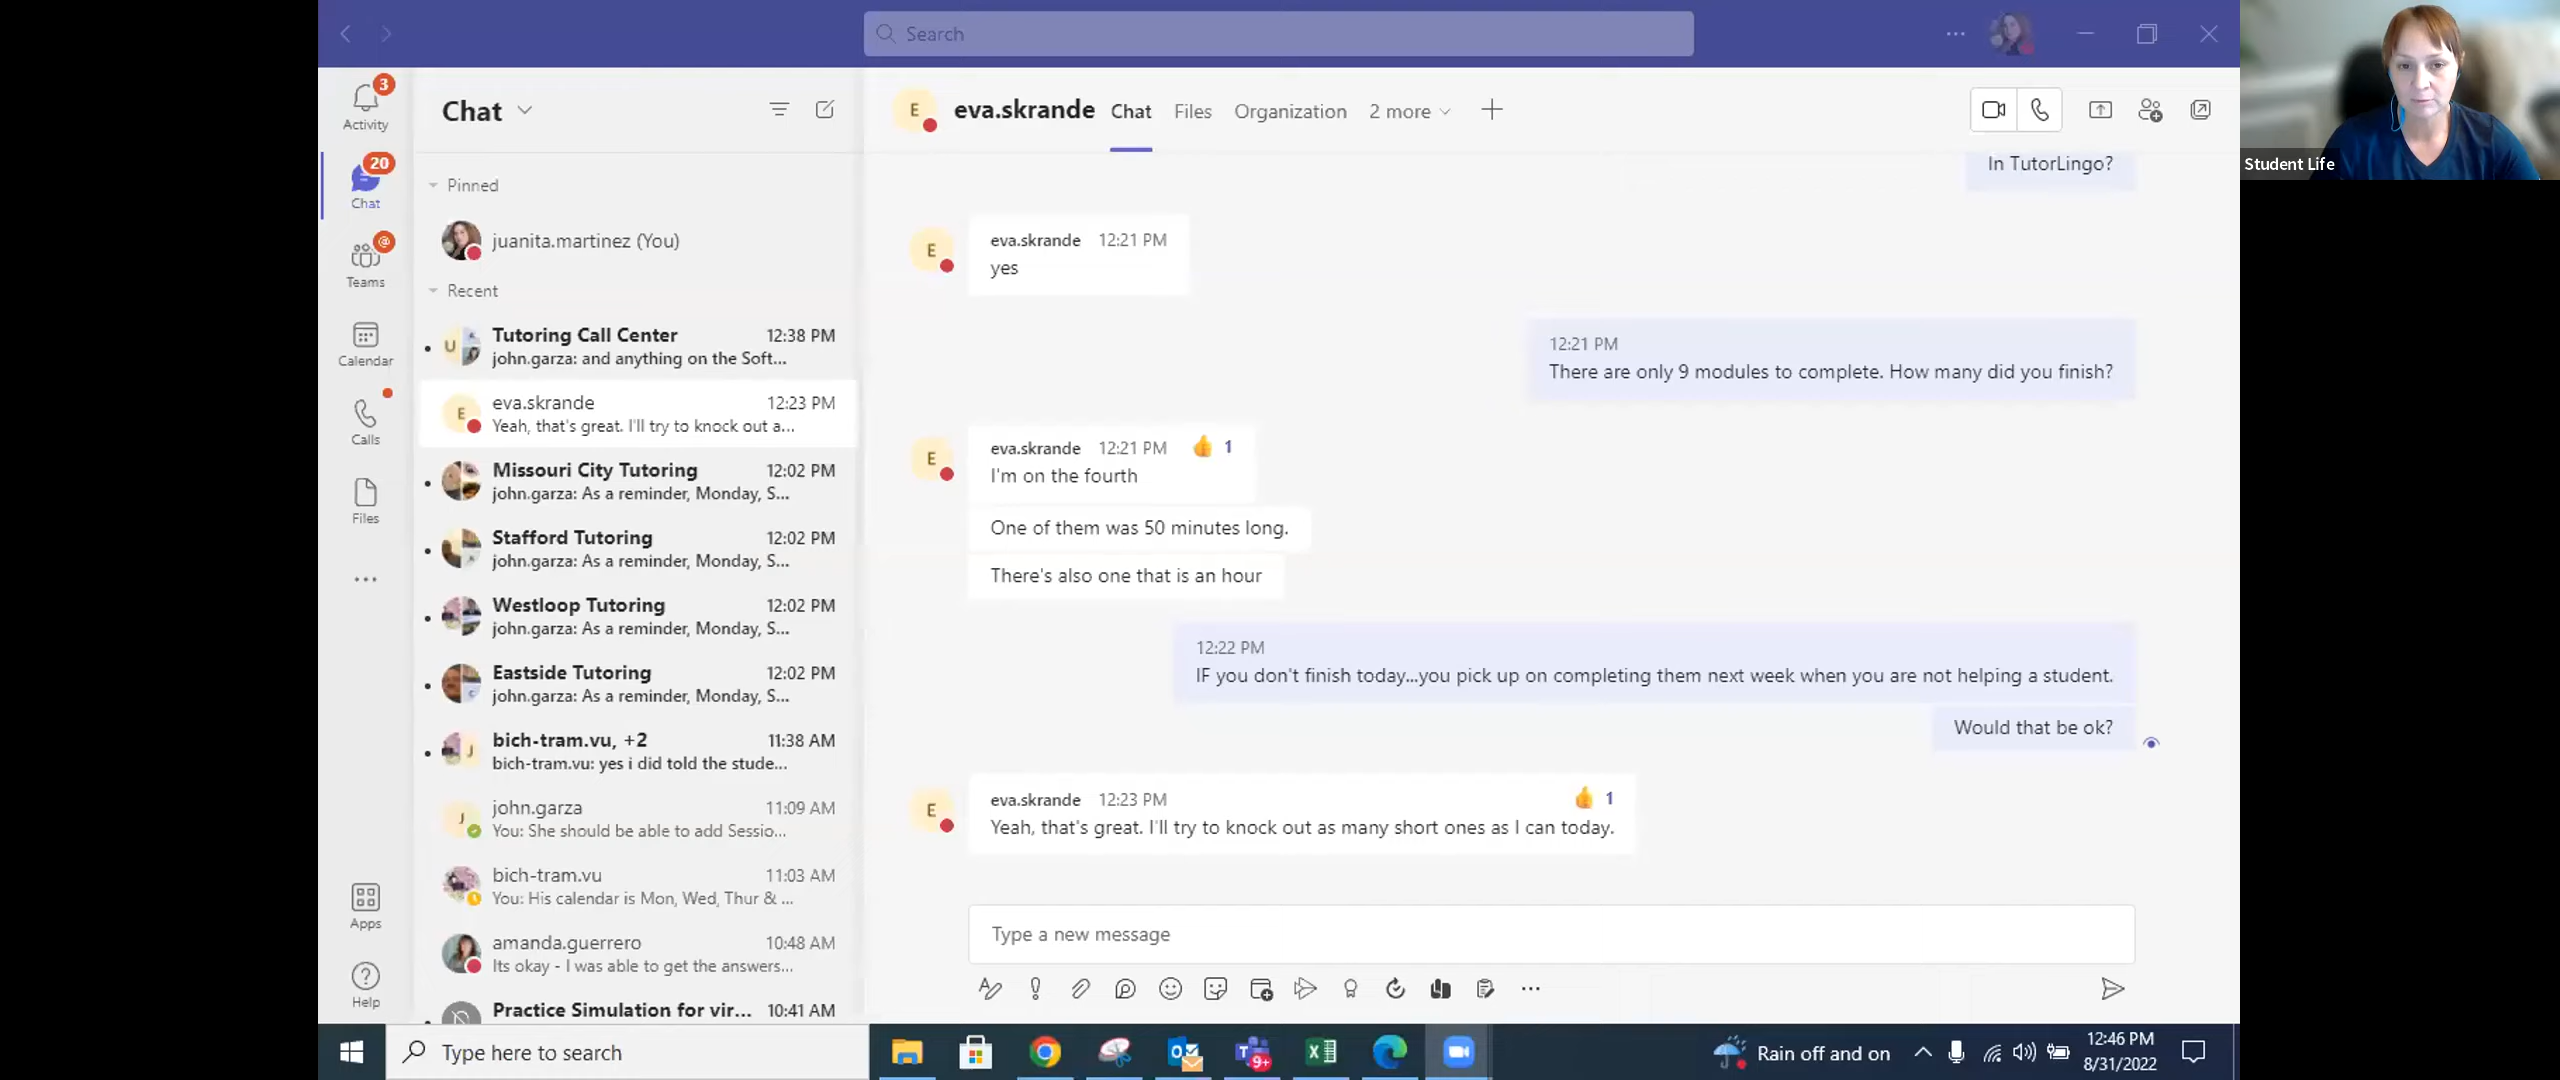 Search
Activity
3
Chat
20
Teams
@
Calendar
Calls
Files
Apps
Help
Chat
Pinned
juanita.martinez (You)
Recent
Tutoring Call Center 12:38 PM
john.garza: and anything on the Soft...
eva.skrande 12:23 PM
Yeah, that's great. I'll try to knock out a...
Missouri City Tutoring 12:02 PM
john.garza: As a reminder, Monday, S...
Stafford Tutoring 12:02 PM
john.garza: As a reminder, Monday, S...
Westloop Tutoring 12:02 PM
john.garza: As a reminder, Monday, S...
Eastside Tutoring 12:02 PM
john.garza: As a reminder, Monday, S...
bich-tram.vu, +2 11:38 AM
bich-tram.vu: yes i did told the stude...
john.garza 11:09 AM
You: She should be able to add Sessio...
bich-tram.vu 11:03 AM
You: His calendar is Mon, Wed, Thur & ...
amanda.guerrero 10:48 AM
Its okay - I was able to get the answers...
Practice Simulation for vir... 10:41 AM
E eva.skrande Chat Files Organization 2 more
In TutorLingo?
E eva.skrande 12:21 PM
yes
12:21 PM
There are only 9 modules to complete. How many did you finish?
E eva.skrande 12:21 PM 1
I'm on the fourth
One of them was 50 minutes long.
There's also one that is an hour
12:22 PM
IF you don't finish today...you pick up on completing them next week when you are not helping a student.
Would that be ok?
E eva.skrande 12:23 PM 1
Yeah, that's great. I'll try to knock out as many short ones as I can today.
Type a new message
Student Life
Type here to search
9+
Rain off and on
12:46 PM
8/31/2022